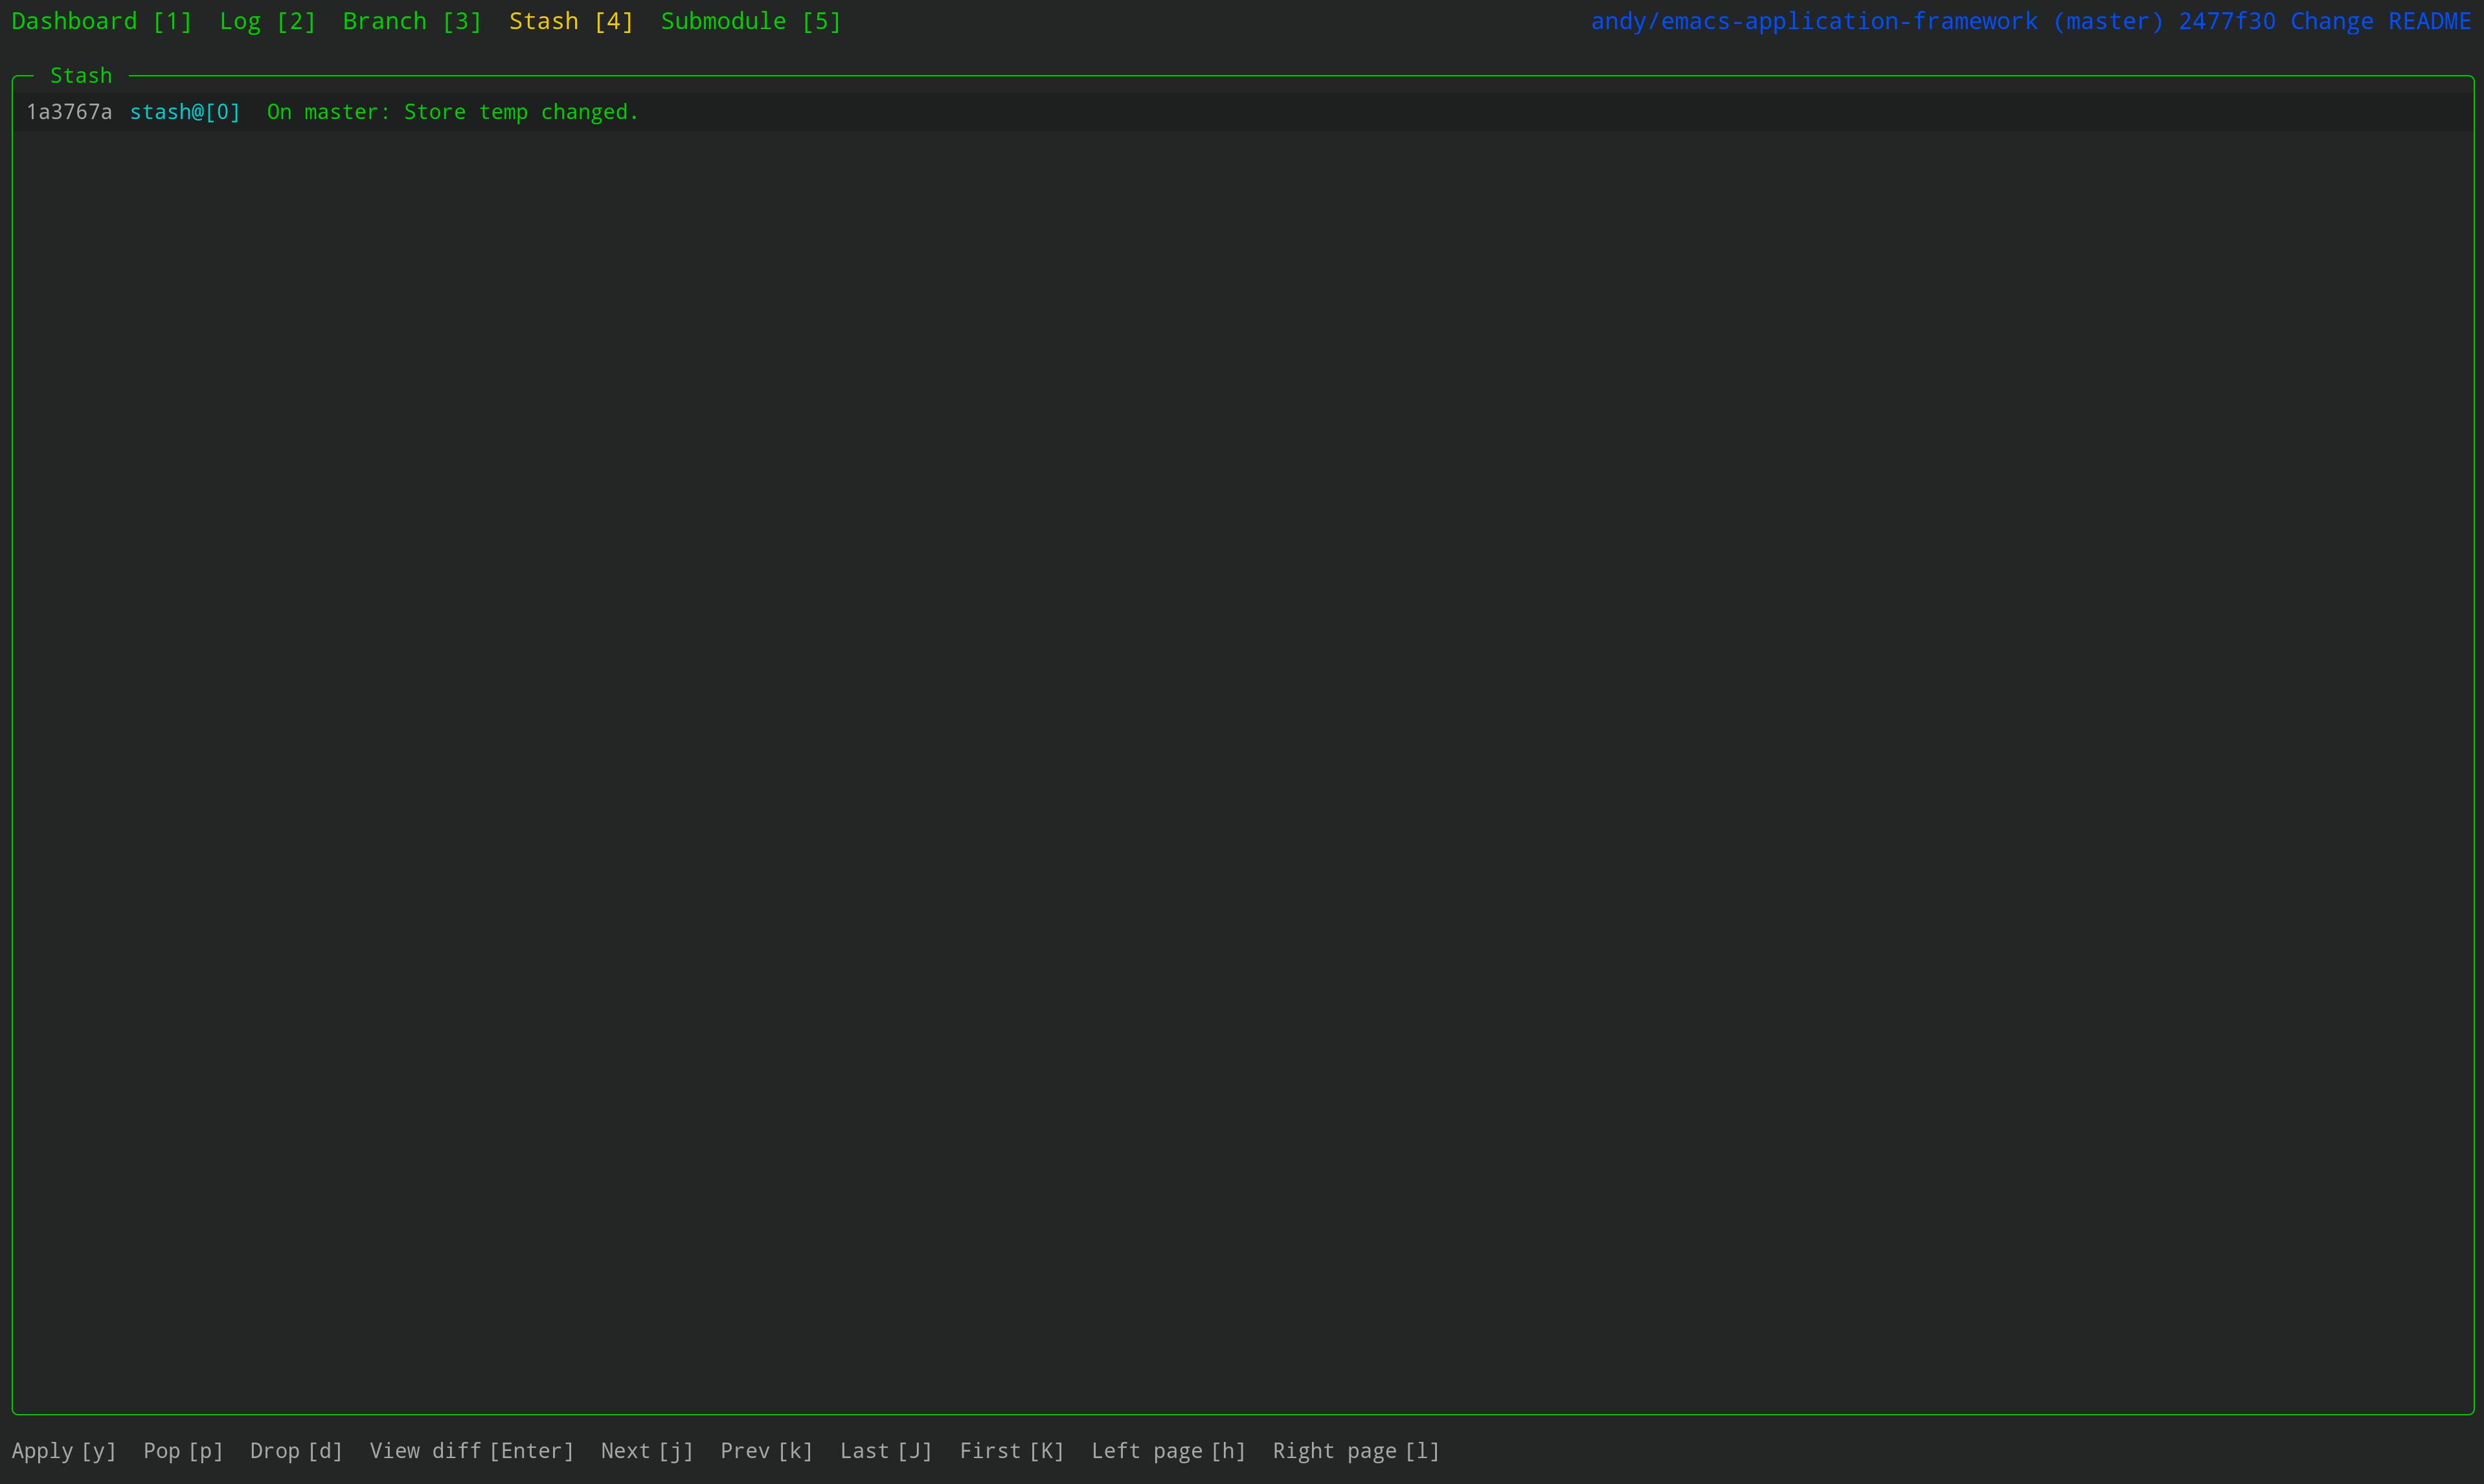 Dashboard [1] Log [2] Branch [3] Stash [4] Submodule [5] andy/emacs-application-framework (master) 2477f30 Change README
Stash
1a3767a stash@[0] On master: Store temp changed.
Apply [y] Pop [p] Drop [d] View diff [Enter] Next [j] Prev [k] Last [J] First [K] Left page [h] Right page [l]